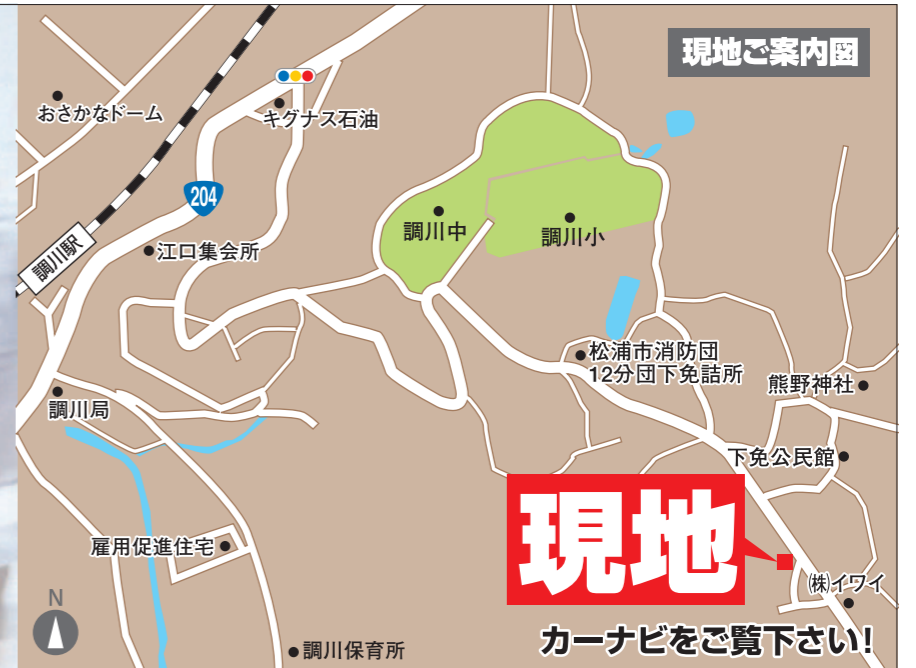 現地ご案内図
おさかなドーム
キグナス石油
204
調川駅
江口集会所
調川中
調川小
松浦市消防団
12分団下免詰所
熊野神社
調川局
下免公民館
現地
雇用促進住宅
㈱イワイ
N
調川保育所
カーナビをご覧下さい!